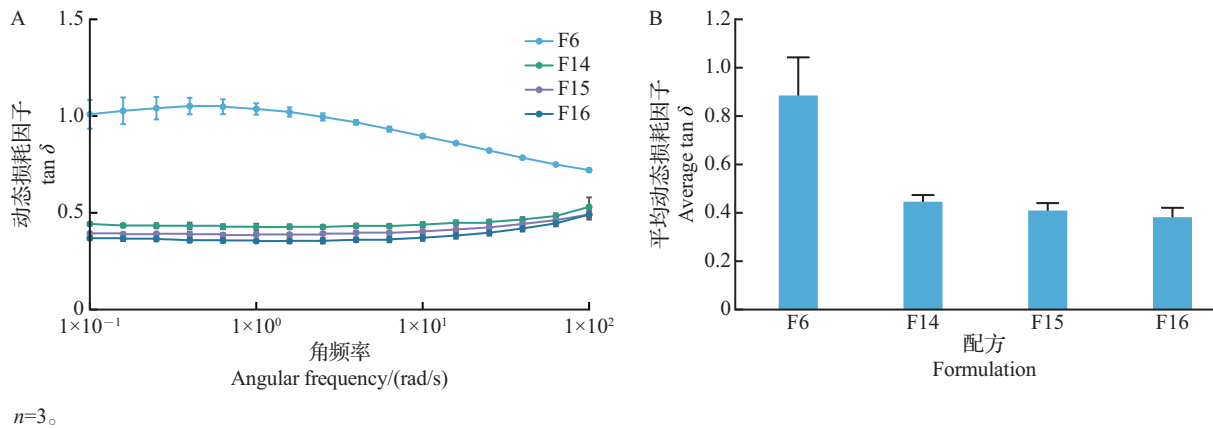 A
1.5
1.0
0.5
0
动态损耗因子
tan δ
F6
F14
F15
F16
1×10⁻¹
1×10⁰
1×10¹
1×10²
角频率
Angular frequency/(rad/s)
B
1.2
1.0
0.8
0.6
0.4
0.2
0
平均动态损耗因子
Average tan δ
F6
F14
F15
F16
配方
Formulation
n=3。